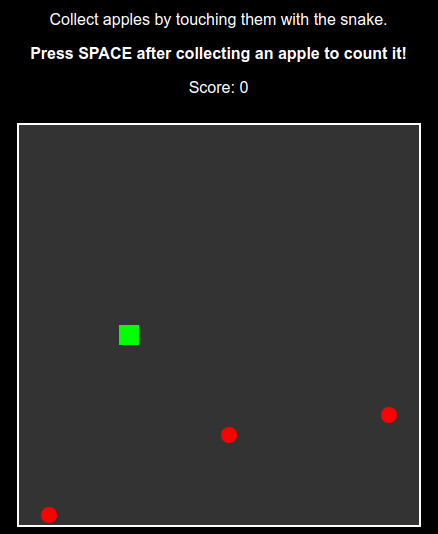 Collect apples by touching them with the snake.
Press SPACE after collecting an apple to count it!
Score: 0